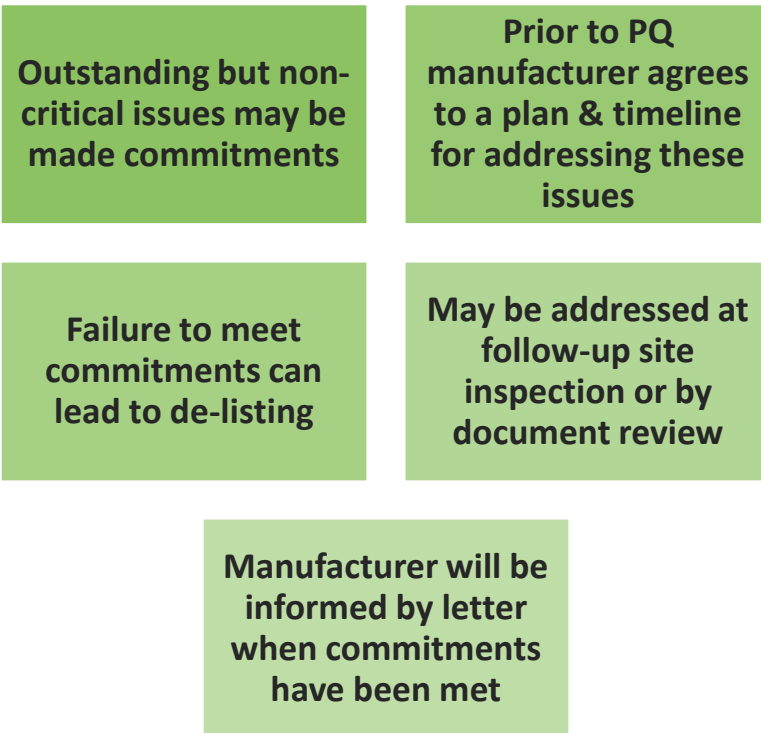 Outstanding but non-
critical issues may be
made commitments
Prior to PQ
manufacturer agrees
to a plan & timeline
for addressing these
issues
Failure to meet
commitments can
lead to de-listing
May be addressed at
follow-up site
inspection or by
document review
Manufacturer will be
informed by letter
when commitments
have been met